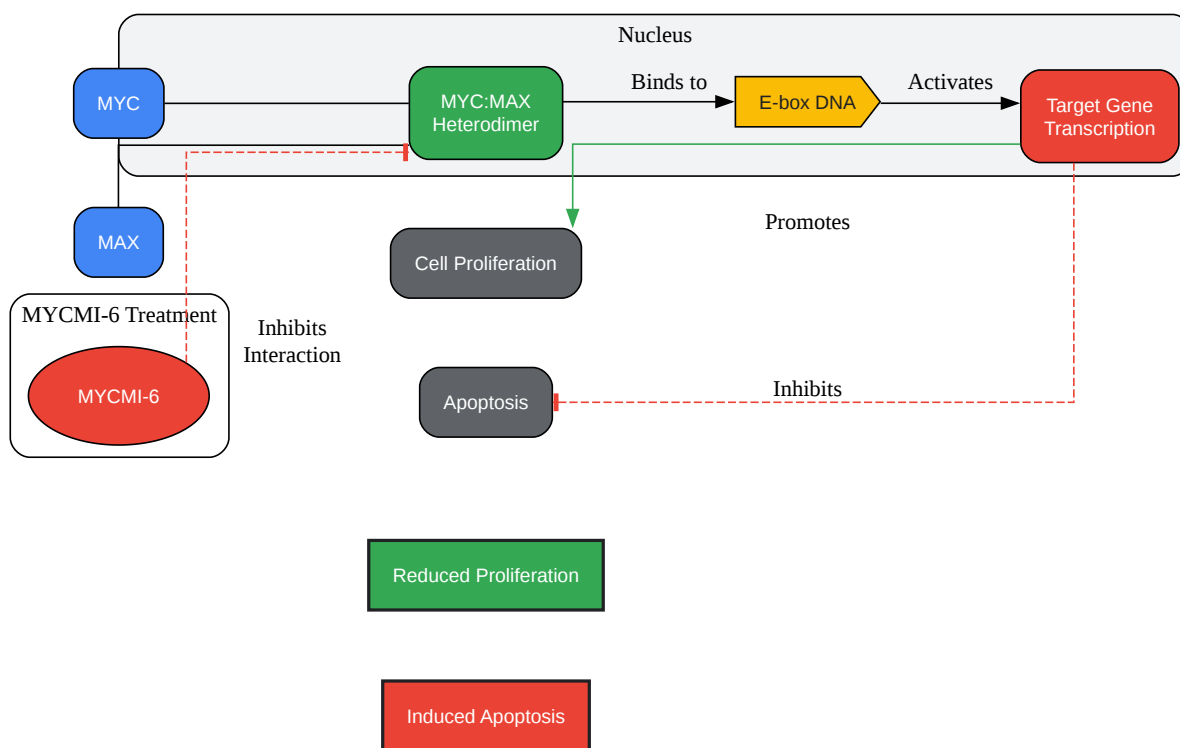 Nucleus
MYC
MYC:MAX
Heterodimer
Binds to
E-box DNA
Activates
Target Gene
Transcription
MAX
Promotes
Cell Proliferation
MYCMI-6 Treatment
Inhibits
Interaction
MYCMI-6
Apoptosis
Inhibits
Reduced Proliferation
Induced Apoptosis